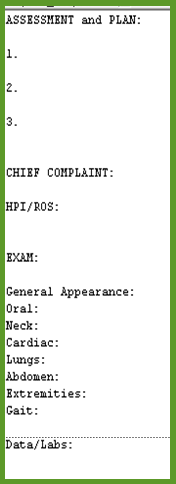 ASSESSMENT and PLAN:
1.
2.
3.
CHIEF COMPLAINT:
HPI/ROS:
EXAM:
General Appearance:
Oral:
Neck:
Cardiac:
Lungs:
Abdomen:
Extremities:
Gait:
Data/Labs: